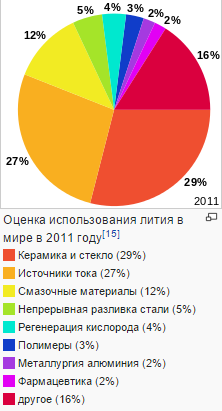 4%
3%
5%
2%
2%
12%
16%
27%
29%
2011
Оценка использования лития в
мире в 2011 году[15]
Керамика и стекло (29%)
Источники тока (27%)
Смазочные материалы (12%)
Непрерывная разливка стали (5%)
Регенерация кислорода (4%)
Полимеры (3%)
Металлургия алюминия (2%)
Фармацевтика (2%)
другое (16%)